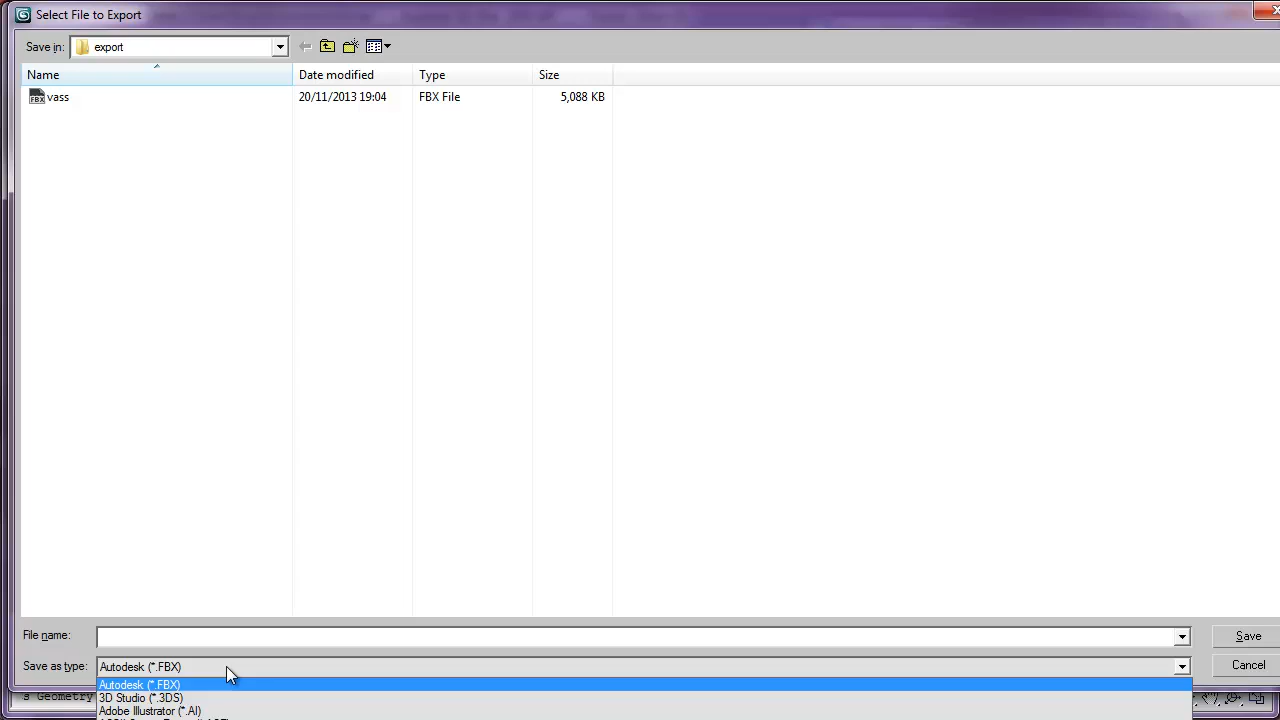 Select File to Export
Save in: export
Name Date modified Type Size
FBX vass 20/11/2013 19:04 FBX File 5,088 KB
File name: Save
Save as type: Autodesk (*.FBX) Cancel
Autodesk (*.FBX)
s Geometry
3D Studio (*.3DS)
Adobe Illustrator (*.AI)